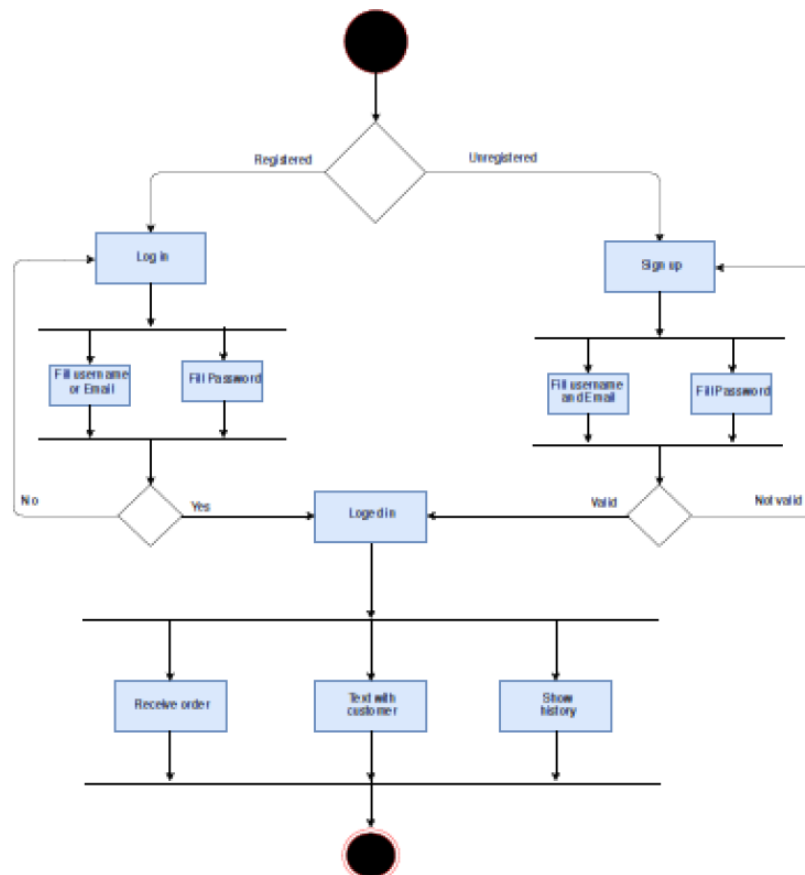 Registered
Unregistered
Log in
Sign up
Fill username
or Email
Fill Password
Fill username
and Email
Fill Password
No
Yes
Loged in
Valid
Not valid
Receive order
Text with
customer
Show
history